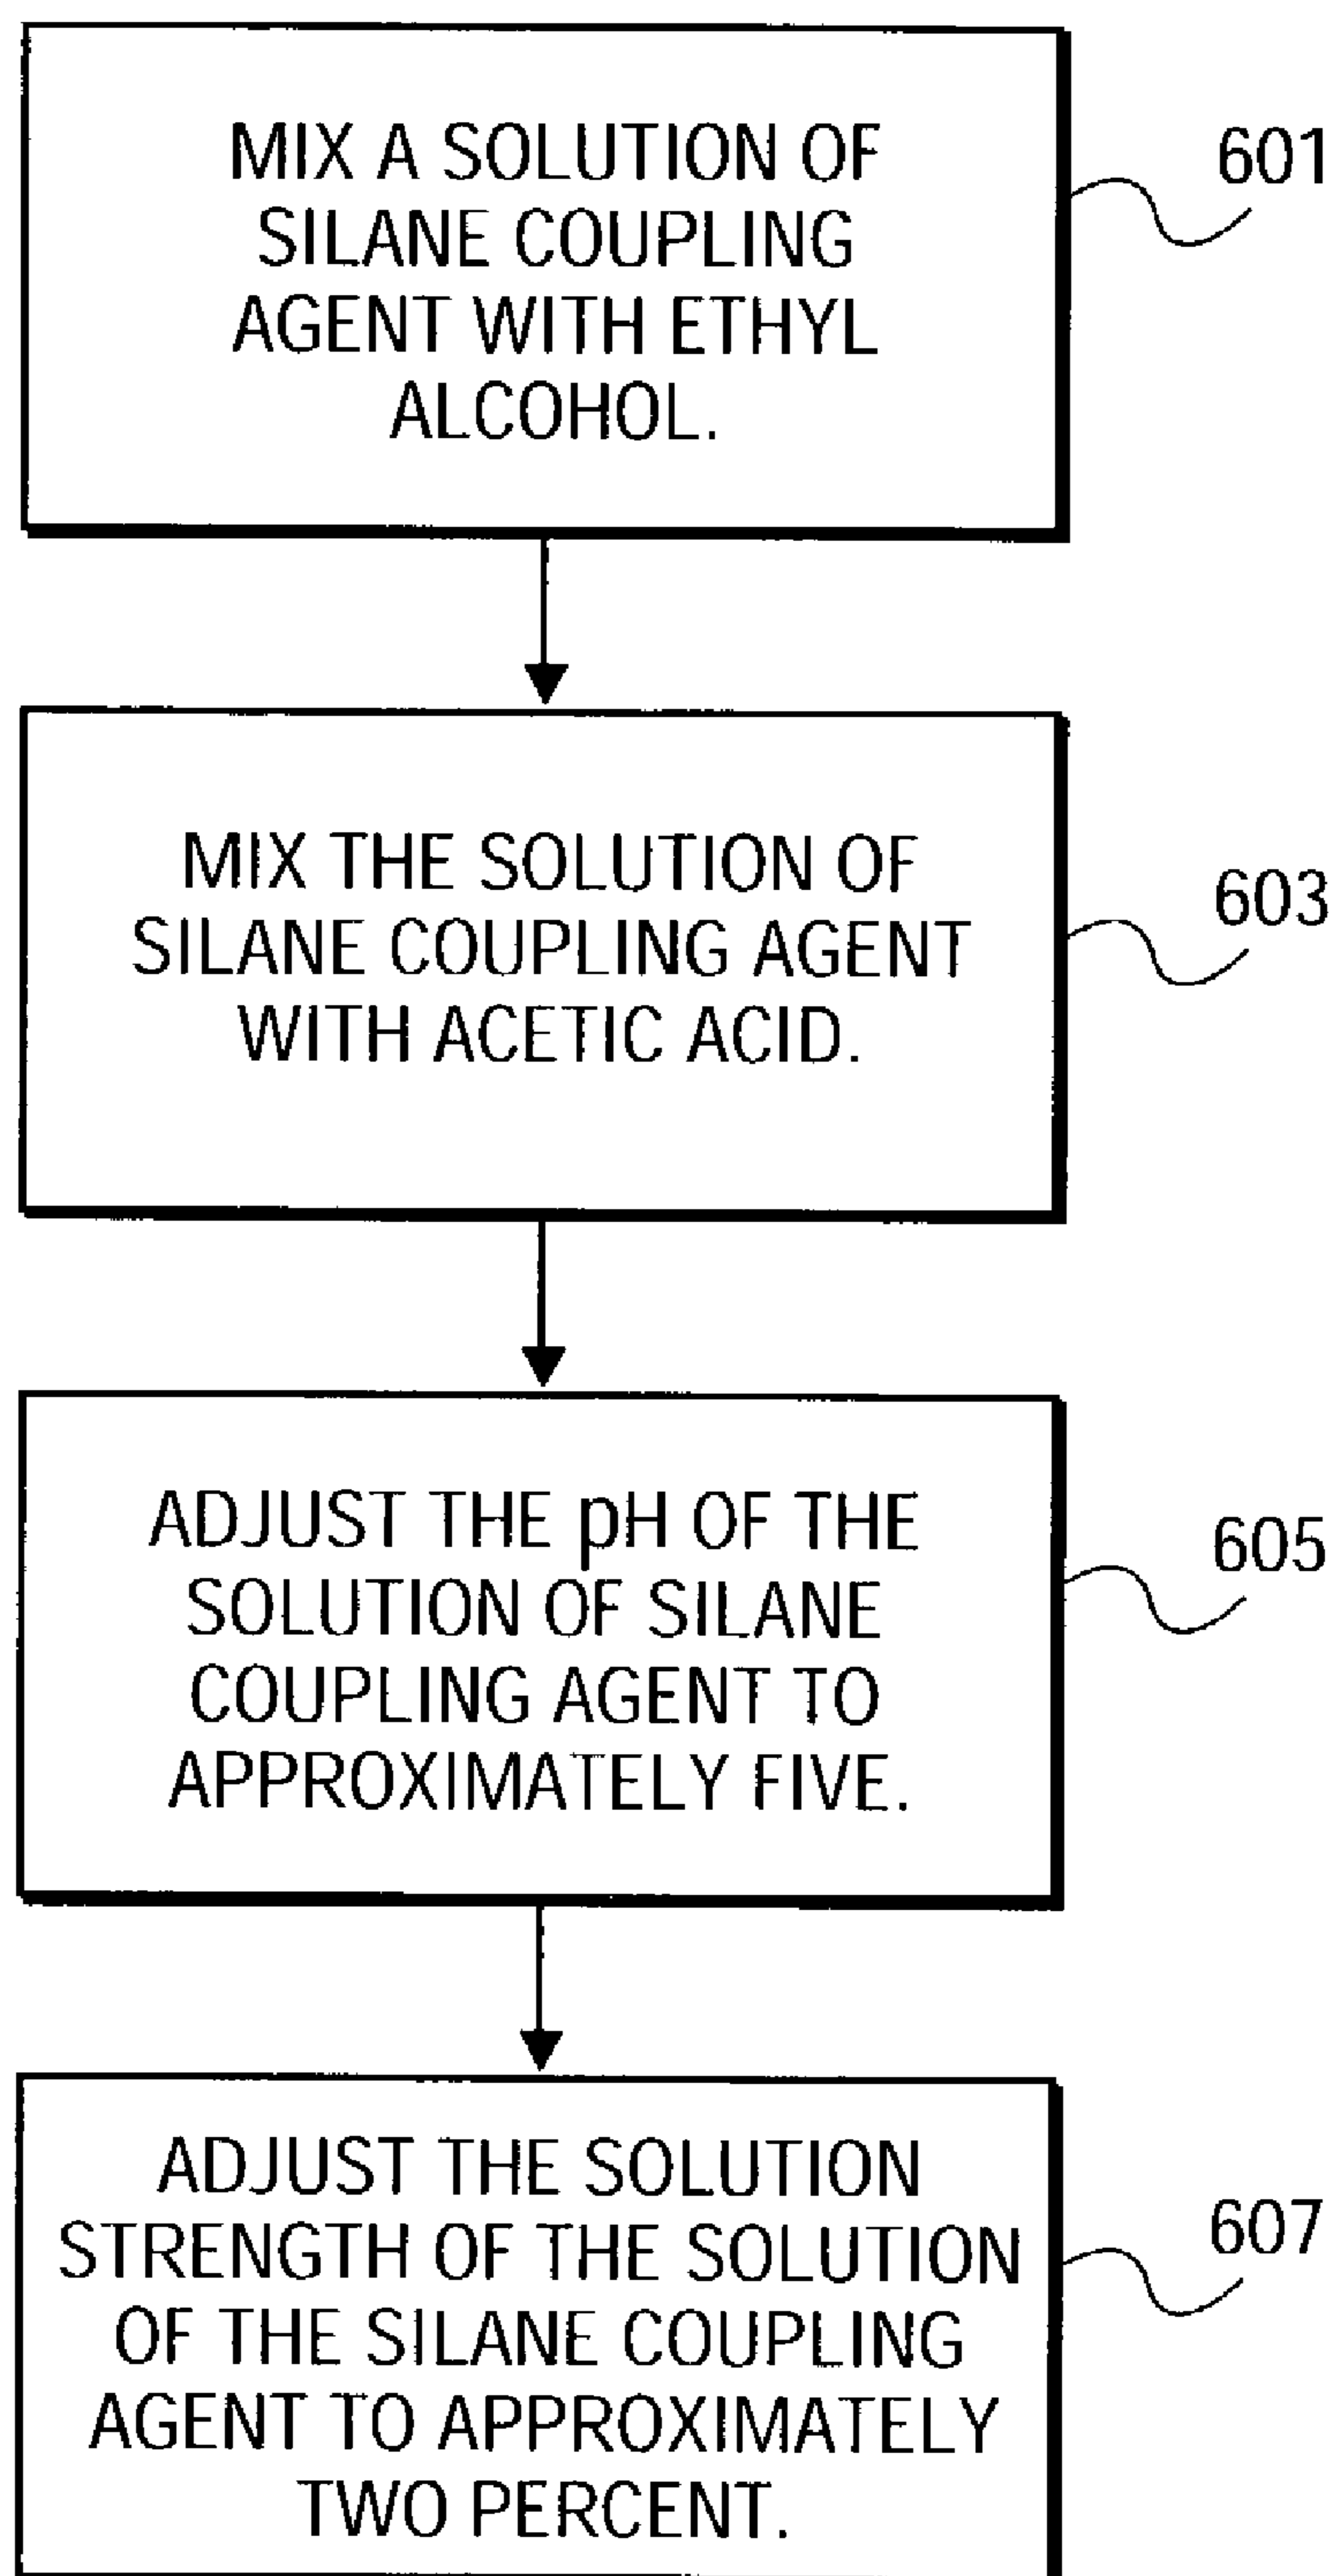 MIX A SOLUTION OF
SILANE COUPLING
AGENT WITH ETHYL
ALCOHOL.
601
MIX THE SOLUTION OF
SILANE COUPLING AGENT
WITH ACETIC ACID.
603
ADJUST THE pH OF THE
SOLUTION OF SILANE
COUPLING AGENT TO
APPROXIMATELY FIVE.
605
ADJUST THE SOLUTION
STRENGTH OF THE SOLUTION
OF THE SILANE COUPLING
AGENT TO APPROXIMATELY
TWO PERCENT.
607